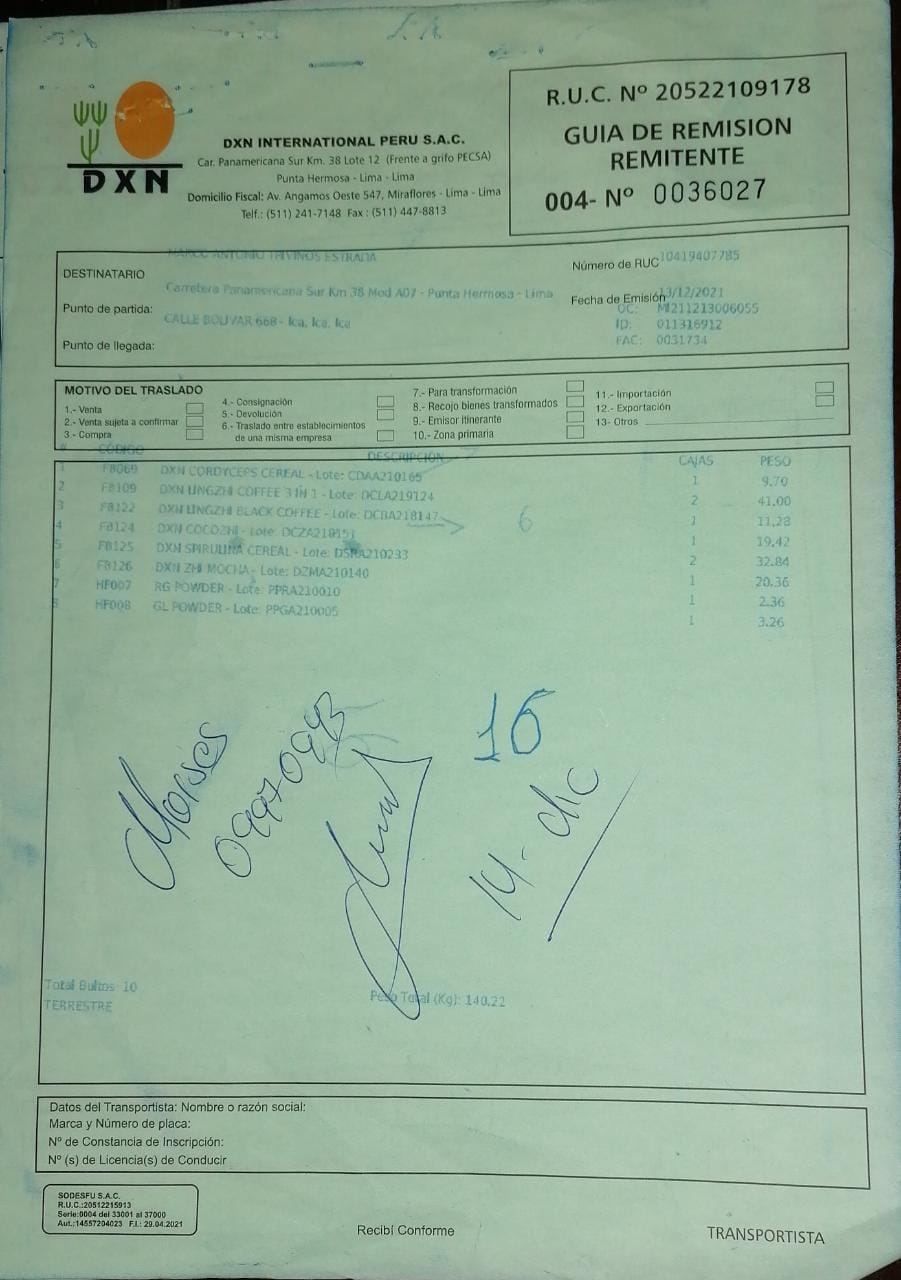 DXN
DXN INTERNATIONAL PERU S.A.C.
Car. Panamericana Sur Km. 38 Lote 12 (Frente a grifo PECSA)
Punta Hermosa - Lima - Lima
Domicilio Fiscal: Av. Angamos Oeste 547, Miraflores - Lima - Lima
Telf.: (511) 241-7148 Fax : (511) 447-8813
R.U.C. Nº 20522109178
GUIA DE REMISION
REMITENTE
004- Nº 0036027
MARCO ANTONIO TRIVINOS ESTRADA
DESTINATARIO
Número de RUC 10419407785
Carretera Panamericana Sur Km 38 Mod A07 - Punta Hermosa - Lima
Punto de partida:
Fecha de Emisión 13/12/2021
CALLE BOLIVAR 668 - Ica, Ica, Ica
Punto de llegada:
OC: MI211213006055
ID: 011316912
FAC: 0031734
MOTIVO DEL TRASLADO
1.- Venta
2.- Venta sujeta a confirmar
3.- Compra
4.- Consignación
5.- Devolución
6.- Traslado entre establecimientos
de una misma empresa
7.- Para transformación
8.- Recojo bienes transformados
9.- Emisor itinerante
10.- Zona primaria
11.- Importación
12.- Exportación
13- Otros
# CÓDIGO DESCRIPCIÓN CAJAS PESO
1 FB069 DXN CORDYCEPS CEREAL - Lote: CDAA210165 1 9.70
2 FB109 DXN LINGZHI COFFEE 3 IN 1 - Lote: DCLA219124 2 41.00
3 FB122 DXN LINGZHI BLACK COFFEE - Lote: DCBA218147 1 11.28
4 FB124 DXN COCOZHI - Lote: DCZA218151 1 19.42
5 FB125 DXN SPIRULINA CEREAL - Lote: DSRA210233 2 32.84
6 FB126 DXN ZHI MOCHA - Lote: DZMA210140 1 20.36
7 HF007 RG POWDER - Lote: PPRA210010 1 2.36
8 HF008 GL POWDER - Lote: PPGA210005 1 3.26
6
Moises
09970943
16
14 - dic
Total Bultos: 10
Peso Total (Kg): 140.22
TERRESTRE
Datos del Transportista: Nombre o razón social:
Marca y Número de placa:
Nº de Constancia de Inscripción:
Nº (s) de Licencia(s) de Conducir
SODESFU S.A.C.
R.U.C.:20512215913
Serie:0004 del 33001 al 37000
Aut.:14557204023 F.I.: 29.04.2021
Recibí Conforme
TRANSPORTISTA